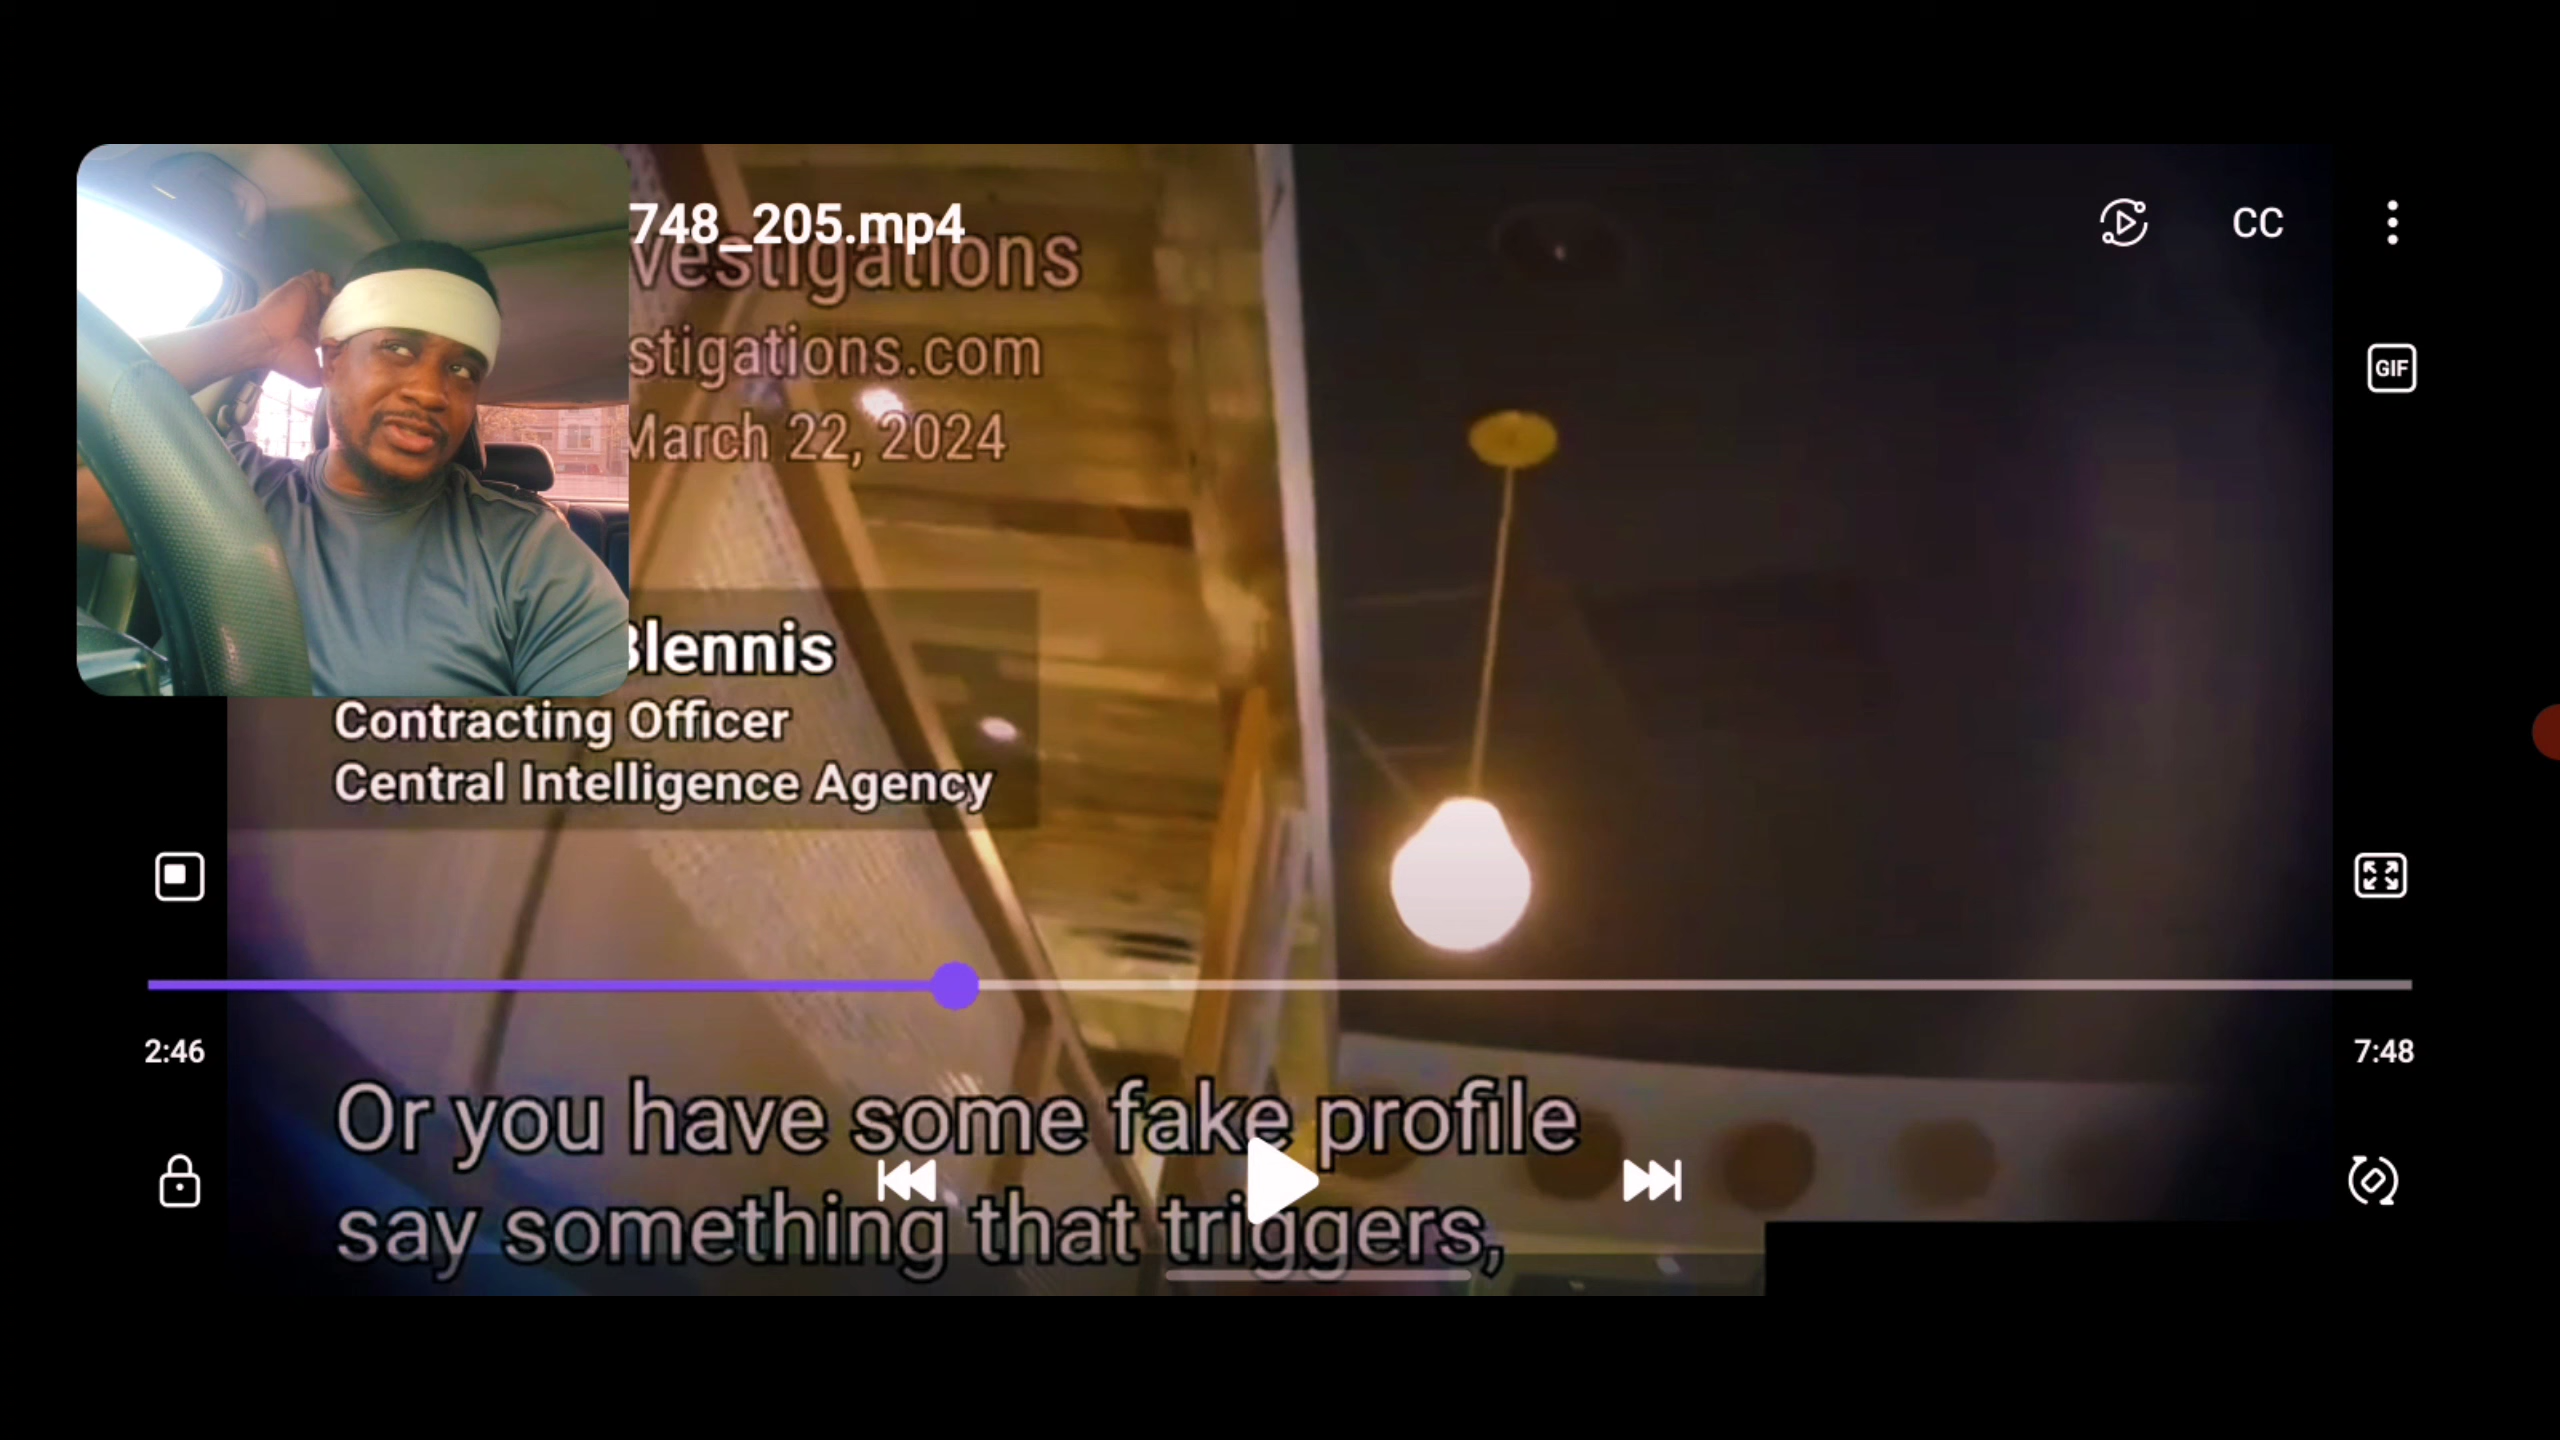 748_205.mp4
CC
vestigations
stigations.com
GIF
March 22, 2024
Blennis
Contracting Officer
Central Intelligence Agency
2:46
7:48
Or you have some fake profile
say something that triggers,